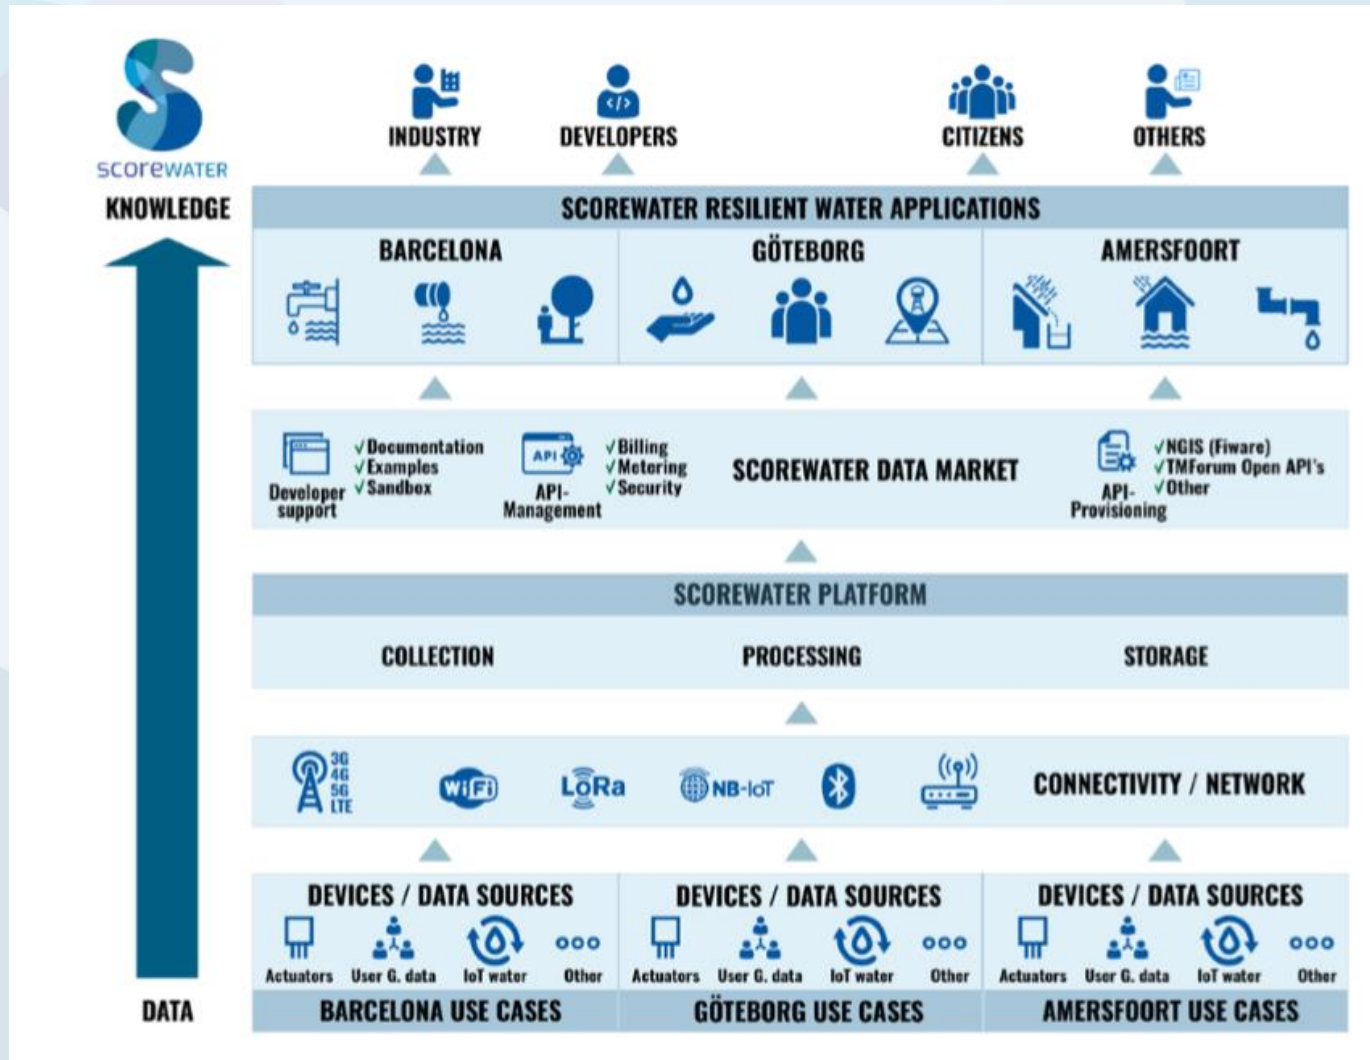 scoreWATER
INDUSTRY
DEVELOPERS
CITIZENS
OTHERS
KNOWLEDGE
SCOREWATER RESILIENT WATER APPLICATIONS
BARCELONA
GÖTEBORG
AMERSFOORT
Developer
support
✓Documentation
✓Examples
✓Sandbox
API
API-
Management
✓Billing
✓Metering
✓Security
SCOREWATER DATA MARKET
API-
Provisioning
✓NGIS (Fiware)
✓TMForum Open API's
✓Other
SCOREWATER PLATFORM
COLLECTION
PROCESSING
STORAGE
3G
4G
5G
LTE
WiFi
LoRa
NB-IoT
CONNECTIVITY / NETWORK
DEVICES / DATA SOURCES
Actuators
User G. data
IoT water
Other
BARCELONA USE CASES
DEVICES / DATA SOURCES
Actuators
User G. data
IoT water
Other
GÖTEBORG USE CASES
DEVICES / DATA SOURCES
Actuators
User G. data
IoT water
Other
AMERSFOORT USE CASES
DATA